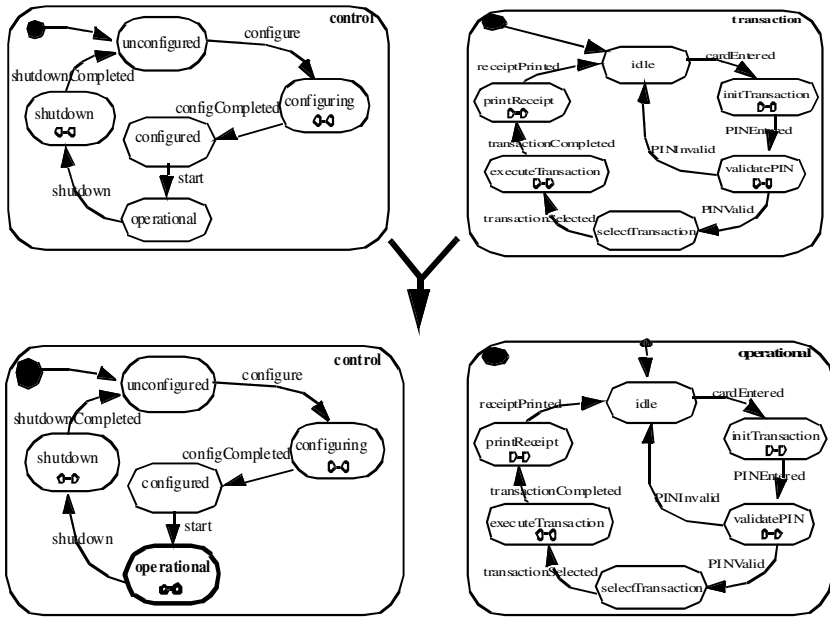 control
unconfigured
configure
shutdownCompleted
configuring
shutdown
configCompleted
configured
start
shutdown
operational
transaction
idle
cardEntered
receiptPrinted
initTransaction
printReceipt
PINEntered
transactionCompleted
PINInvalid
validatePIN
executeTransaction
transactionSelected
PINValid
selectTransaction
control
unconfigured
configure
shutdownCompleted
configuring
shutdown
configCompleted
configured
start
shutdown
operational
operational
idle
cardEntered
receiptPrinted
initTransaction
printReceipt
PINEntered
transactionCompleted
PINInvalid
validatePIN
executeTransaction
transactionSelected
PINValid
selectTransaction